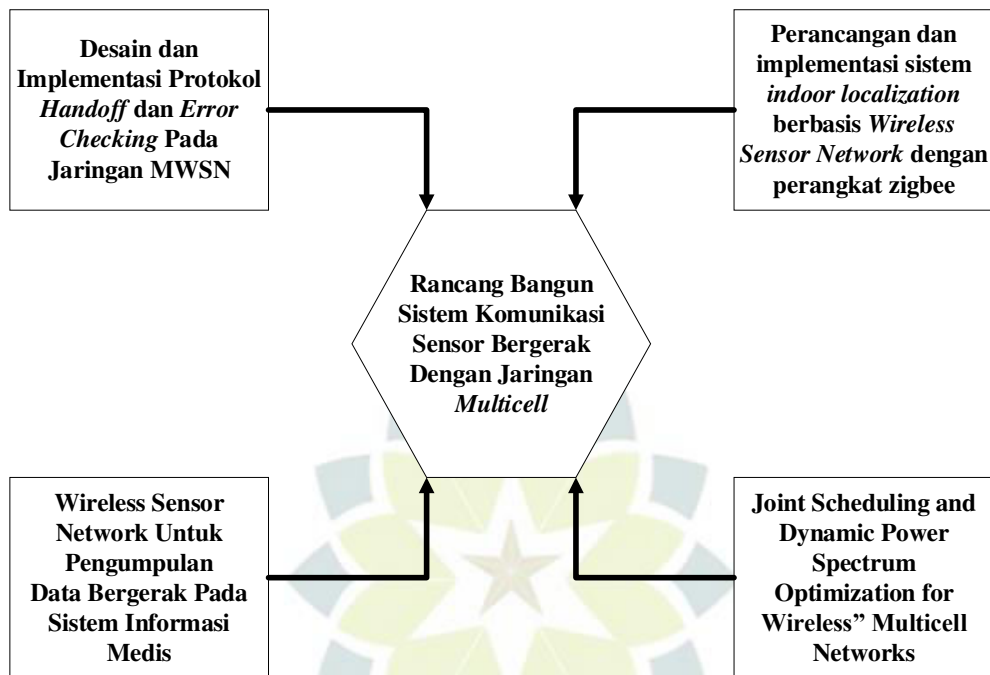 Desain dan
Implementasi Protokol
Handoff dan Error
Checking Pada
Jaringan MWSN
Perancangan dan
implementasi sistem
indoor localization
berbasis Wireless
Sensor Network dengan
perangkat zigbee
Rancang Bangun
Sistem Komunikasi
Sensor Bergerak
Dengan Jaringan
Multicell
Wireless Sensor
Network Untuk
Pengumpulan
Data Bergerak Pada
Sistem Informasi
Medis
Joint Scheduling and
Dynamic Power
Spectrum
Optimization for
Wireless” Multicell
Networks